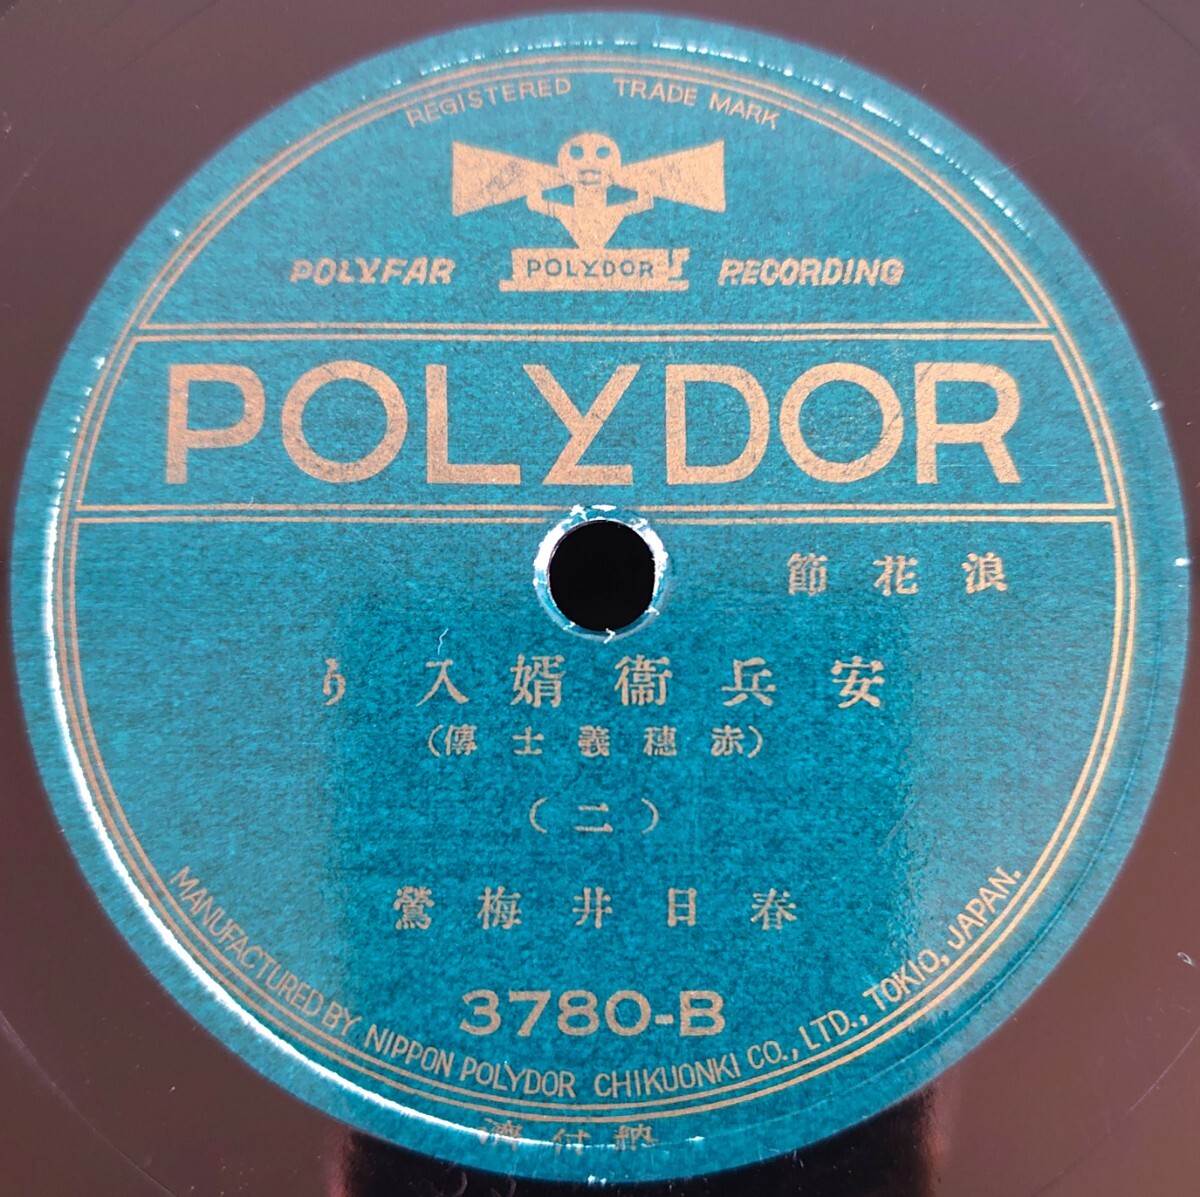 REGISTERED TRADE MARK
POLYFAR POLYDOR RECORDING
POLYDOR
浪花節
安兵衞婿入り
(赤穗義士傳)
(二)
春日井梅鶯
3780-B
MANUFACTURED BY NIPPON POLYDOR CHIKUONKI CO., LTD., TOKIO, JAPAN.
納付濟